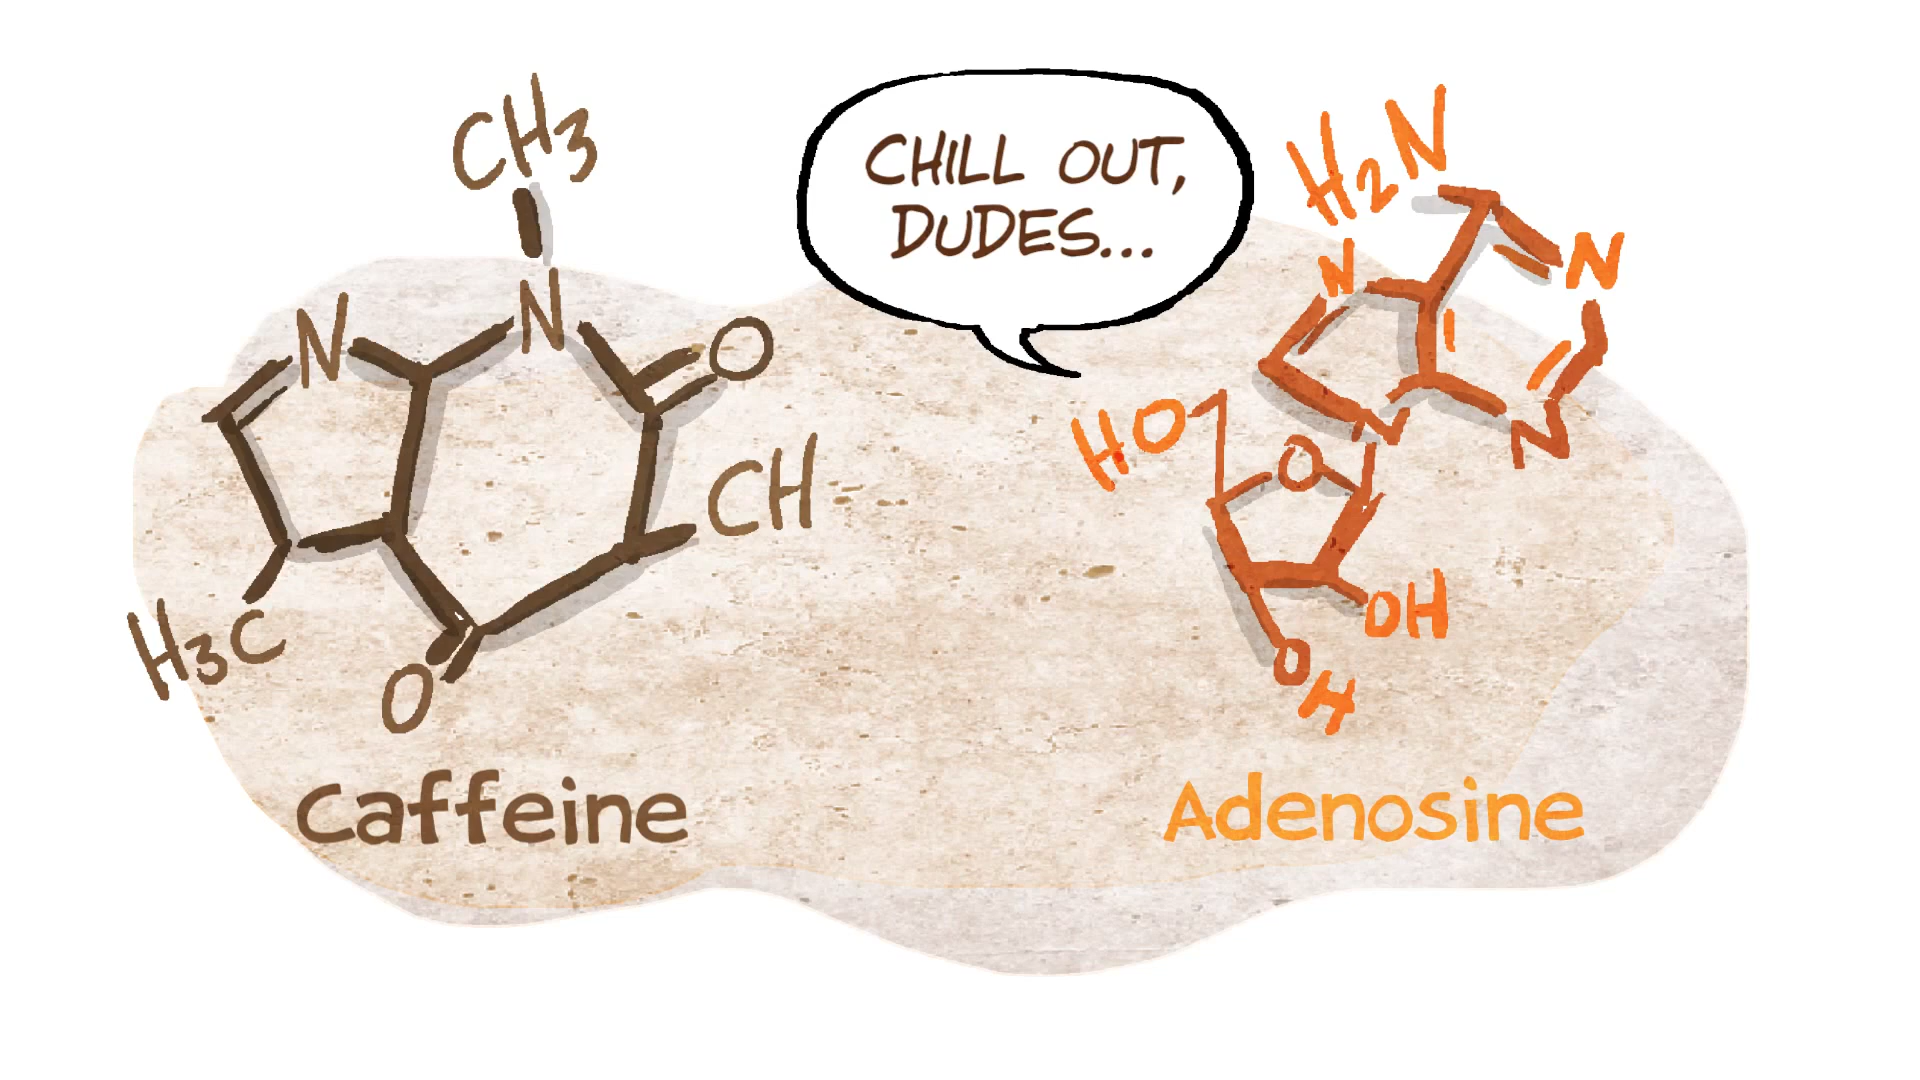 CH3
N
N
O
CH
H3C
O
Caffeine
CHILL OUT,
DUDES...
H2N
N
N
HO
N
N
O
OH
OH
Adenosine